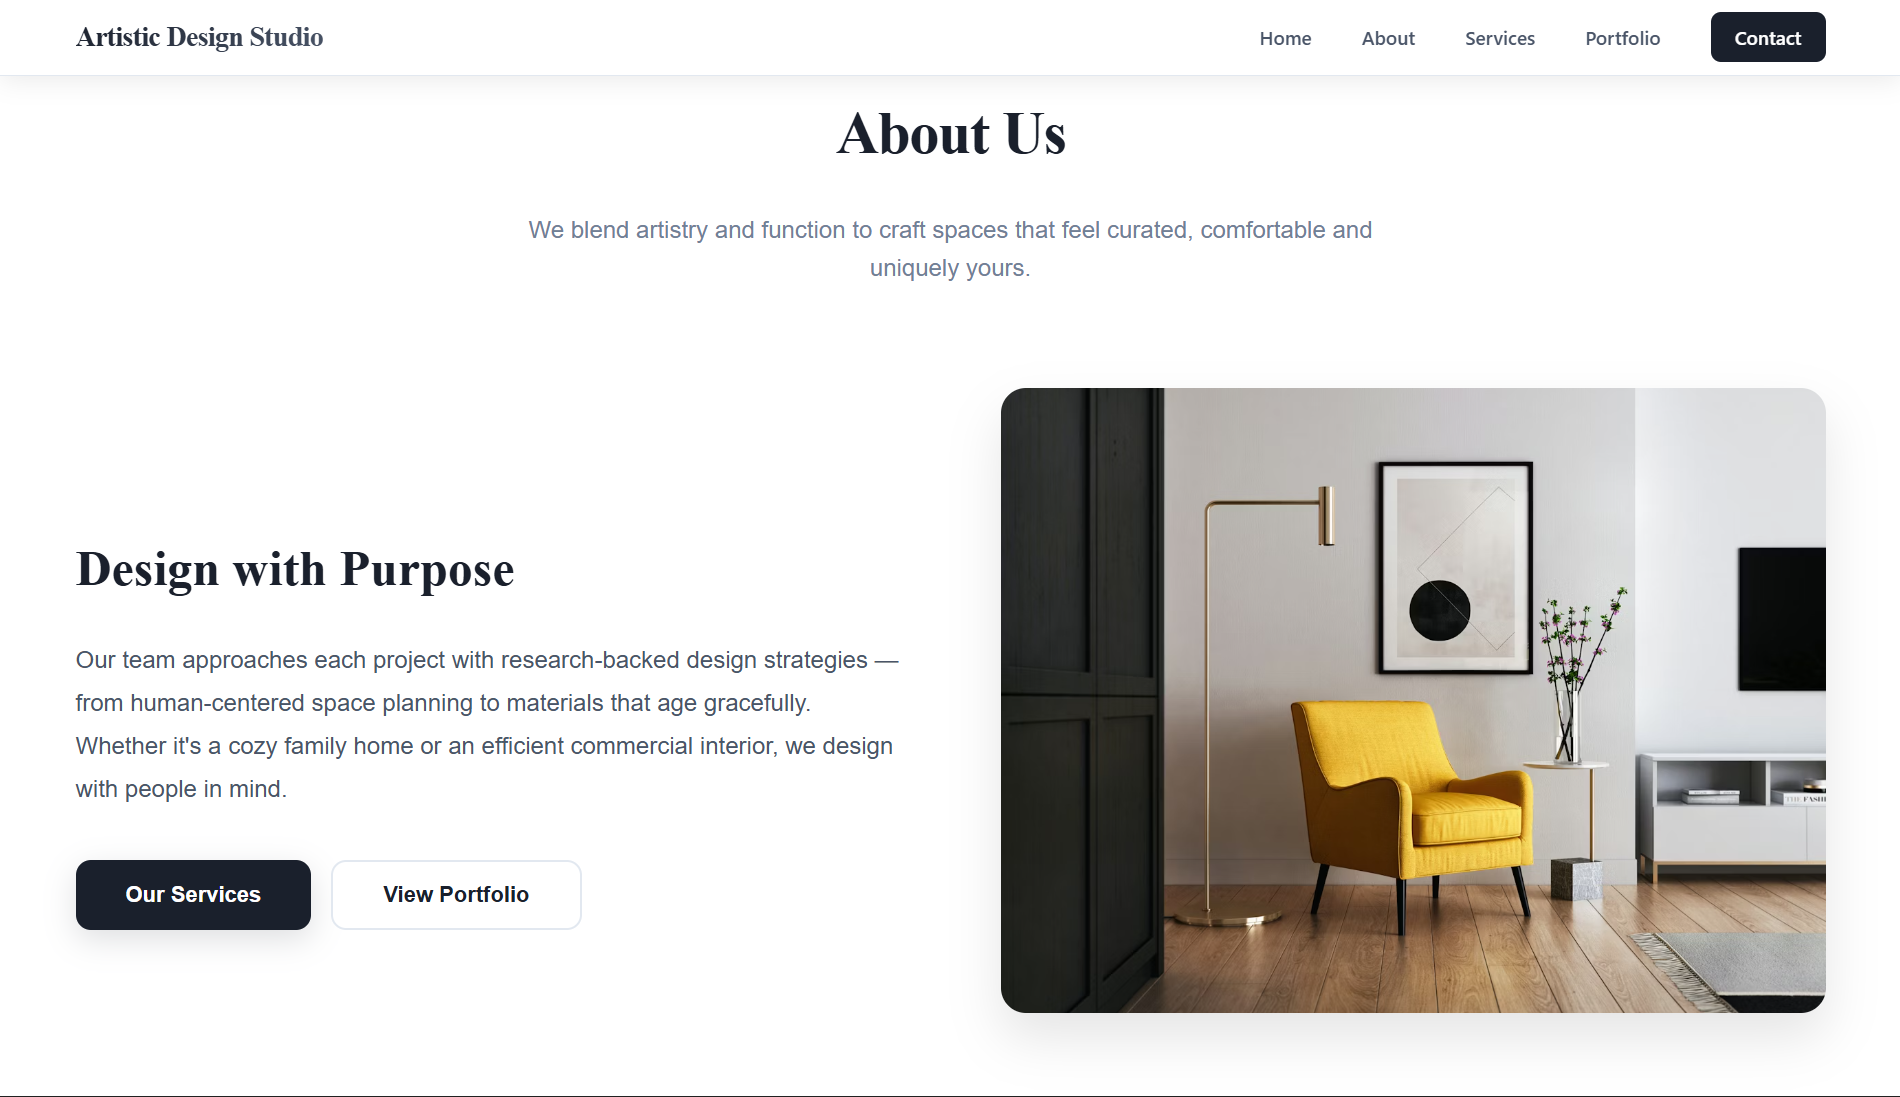 Artistic Design Studio
Home
About
Services
Portfolio
Contact
About Us
We blend artistry and function to craft spaces that feel curated, comfortable and
uniquely yours.
Design with Purpose
Our team approaches each project with research-backed design strategies —
from human-centered space planning to materials that age gracefully.
Whether it's a cozy family home or an efficient commercial interior, we design
with people in mind.
Our Services
View Portfolio